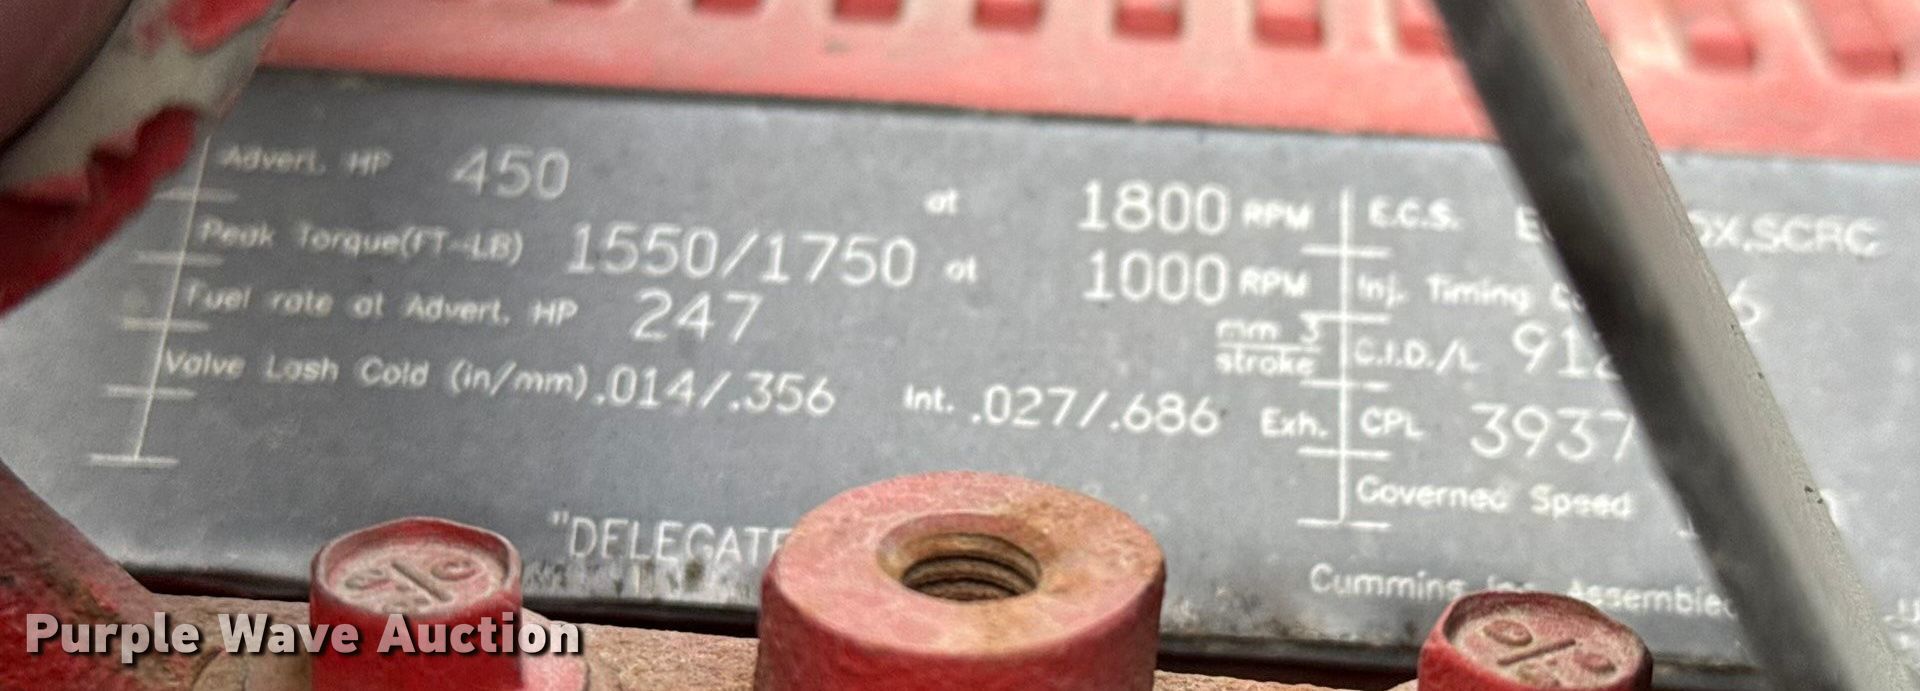 Advert. HP 450 at 1800 RPM
Peak Torque(FT-LB) 1550/1750 at 1000 RPM
Fuel rate at Advert. HP 247 mm 3
stroke
Valve Lash Cold (in/mm) .014/.356 Int. .027/.686 Exh.
"DELEGATE
E.C.S.
Inj. Timing
C.I.D./L
CPL 3937
Governed Speed
Cummins
Purple Wave Auction